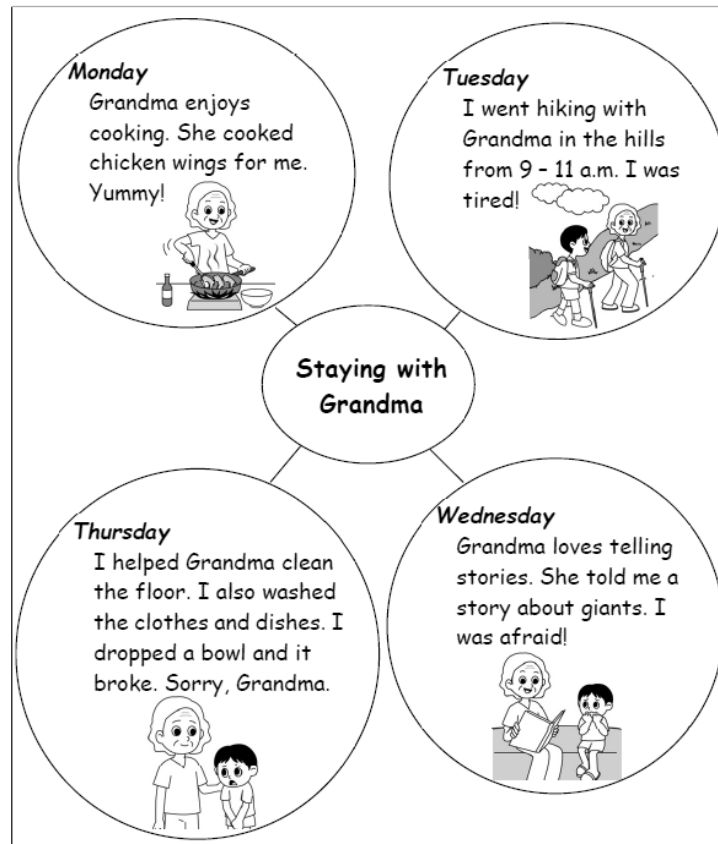 Monday
Grandma enjoys
cooking. She cooked
chicken wings for me.
Yummy!
Tuesday
I went hiking with
Grandma in the hills
from 9 – 11 a.m. I was
tired!
Staying with
Grandma
Thursday
I helped Grandma clean
the floor. I also washed
the clothes and dishes. I
dropped a bowl and it
broke. Sorry, Grandma.
Wednesday
Grandma loves telling
stories. She told me a
story about giants. I
was afraid!